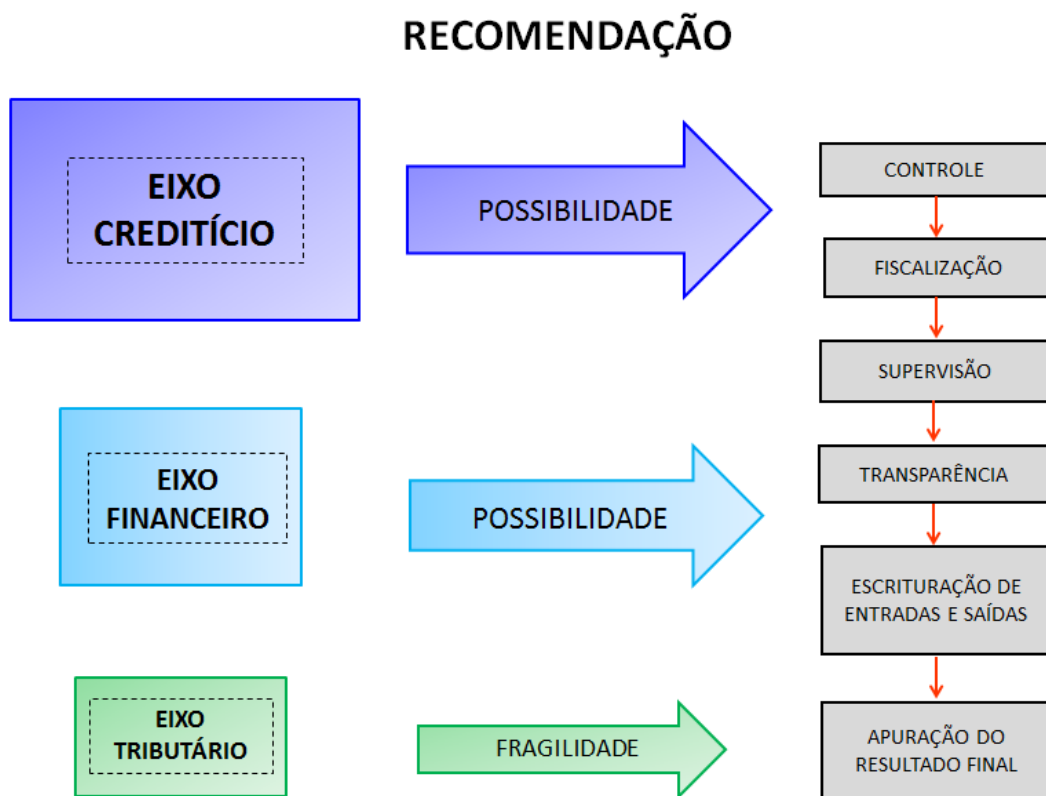 RECOMENDAÇÃO
EIXO
CREDITÍCIO
POSSIBILIDADE
CONTROLE
FISCALIZAÇÃO
SUPERVISÃO
EIXO
FINANCEIRO
POSSIBILIDADE
TRANSPARÊNCIA
ESCRITURAÇÃO DE
ENTRADAS E SAÍDAS
EIXO
TRIBUTÁRIO
FRAGILIDADE
APURAÇÃO DO
RESULTADO FINAL